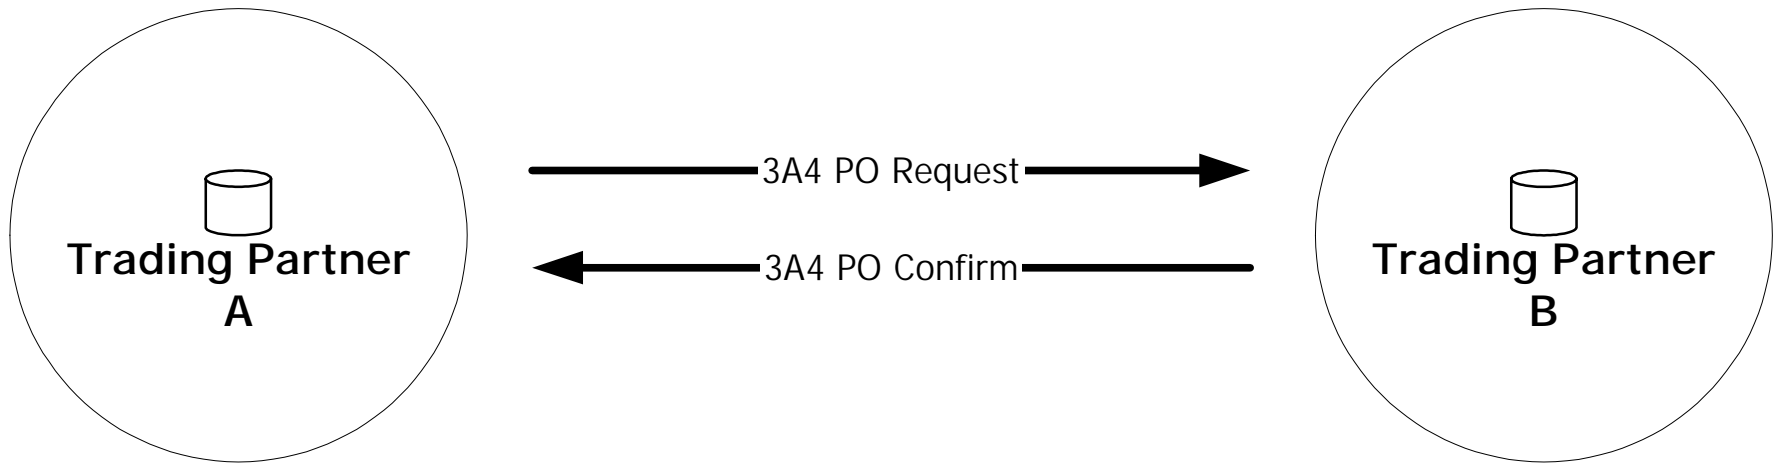 3A4 PO Request
3A4 PO Confirm
Trading Partner
A
Trading Partner
B